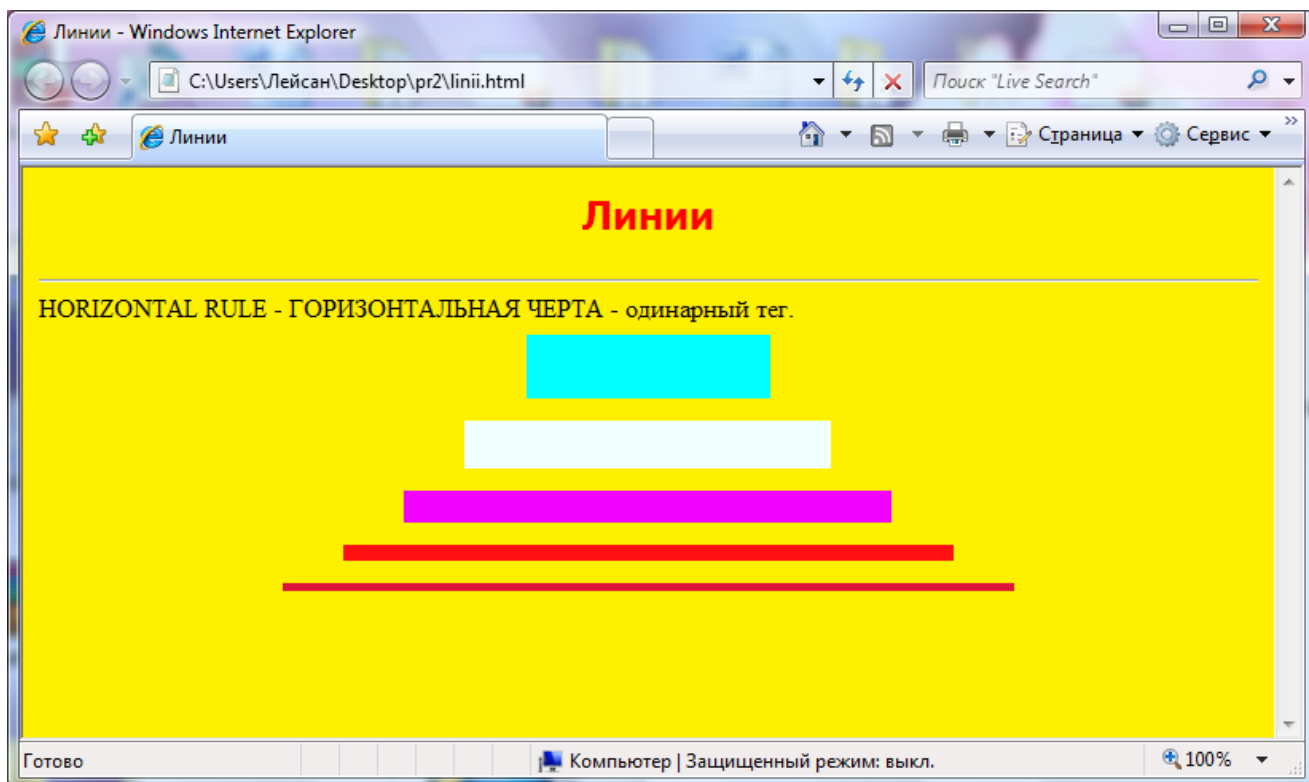 Линии - Windows Internet Explorer
C:\Users\Лейсан\Desktop\pr2\linii.html
Поиск "Live Search"
Линии
Страница
Сервис
Линии
HORIZONTAL RULE - ГОРИЗОНТАЛЬНАЯ ЧЕРТА - одинарный тег.
Готово
Компьютер | Защищенный режим: выкл.
100%